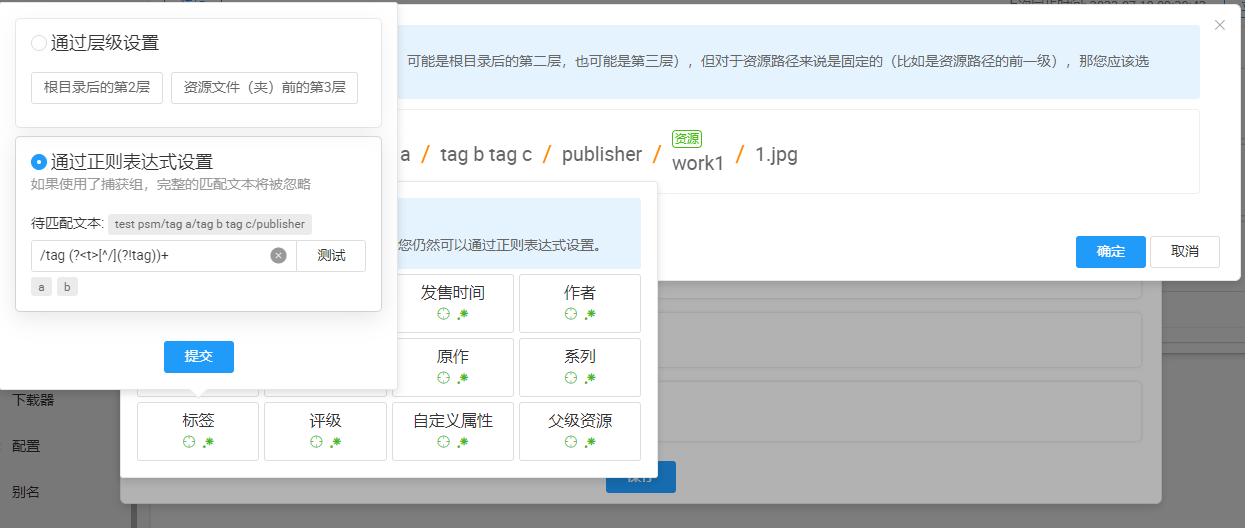 通过层级设置
根目录后的第2层
资源文件（夹）前的第3层
通过正则表达式设置
如果使用了捕获组，完整的匹配文本将被忽略
待匹配文本: test psm/tag a/tag b tag c/publisher
/tag (?<t>[^/](?!tag))+
测试
a b
提交
可能是根目录后的第二层，也可能是第三层），但对于资源路径来说是固定的（比如是资源路径的前一级），那您应该选
资源
a / tag b tag c / publisher / work1 / 1.jpg
确定 取消
您仍然可以通过正则表达式设置。
发售时间 作者
原作 系列
标签 评级 自定义属性 父级资源
下载器
配置
别名